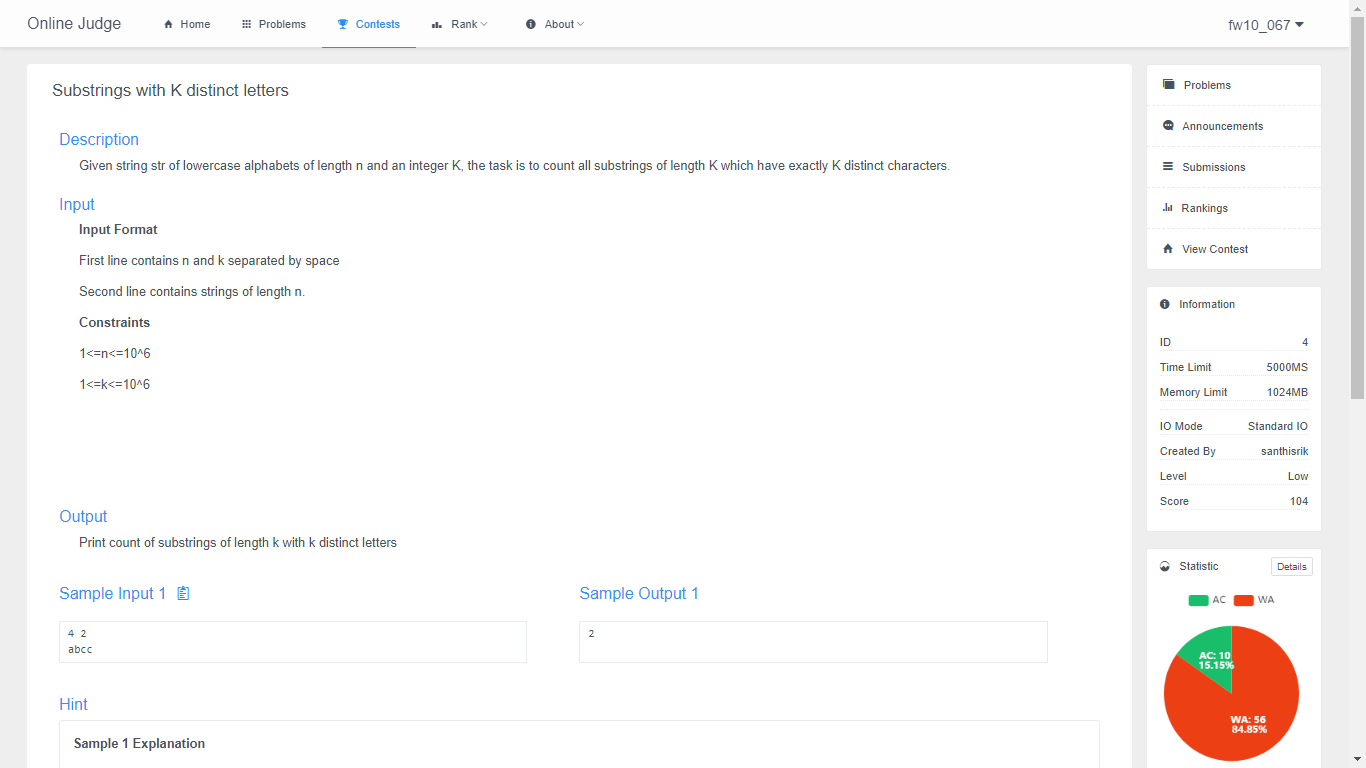 Online Judge
Home
Problems
Contests
Rank
About
fw10_067
Substrings with K distinct letters
Description
Given string str of lowercase alphabets of length n and an integer K, the task is to count all substrings of length K which have exactly K distinct characters.
Input
Input Format
First line contains n and k separated by space
Second line contains strings of length n.
Constraints
1<=n<=10^6
1<=k<=10^6
Output
Print count of substrings of length k with k distinct letters
Sample Input 1
4 2
abcc
Sample Output 1
2
Hint
Sample 1 Explanation
Problems
Announcements
Submissions
Rankings
View Contest
Information
ID 4
Time Limit 5000MS
Memory Limit 1024MB
IO Mode Standard IO
Created By santhisrik
Level Low
Score 104
Statistic
Details
AC WA
AC: 10
15.15%
WA: 56
84.85%